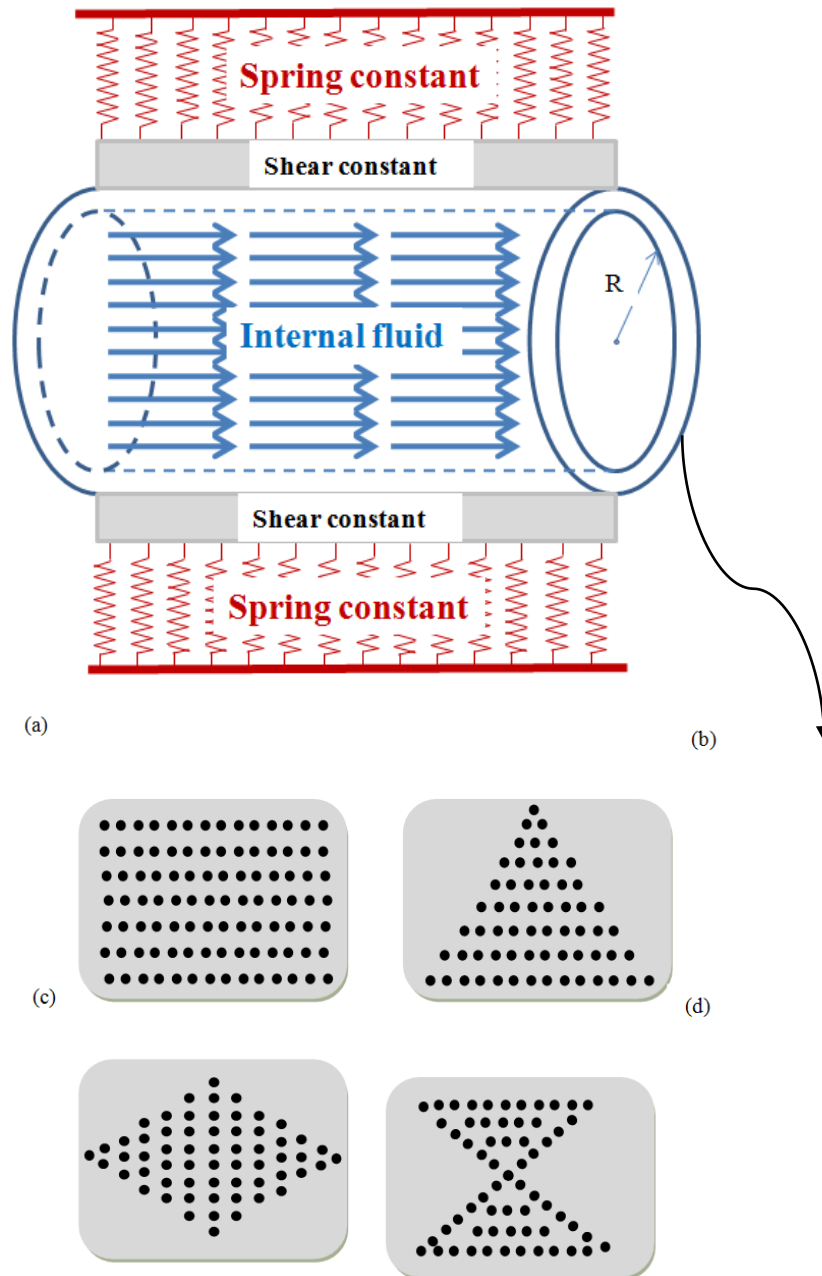 Spring constant
Shear constant
R
Internal fluid
Shear constant
Spring constant
(a)
(b)
(c)
(d)